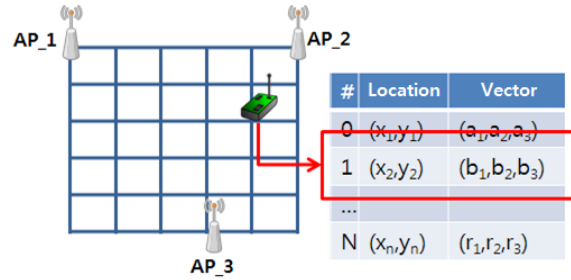 AP_1
AP_2
AP_3
# Location Vector
0 (x₁,y₁) (a₁,a₂,a₃)
1 (x₂,y₂) (b₁,b₂,b₃)
...
N (xₙ,yₙ) (r₁,r₂,r₃)